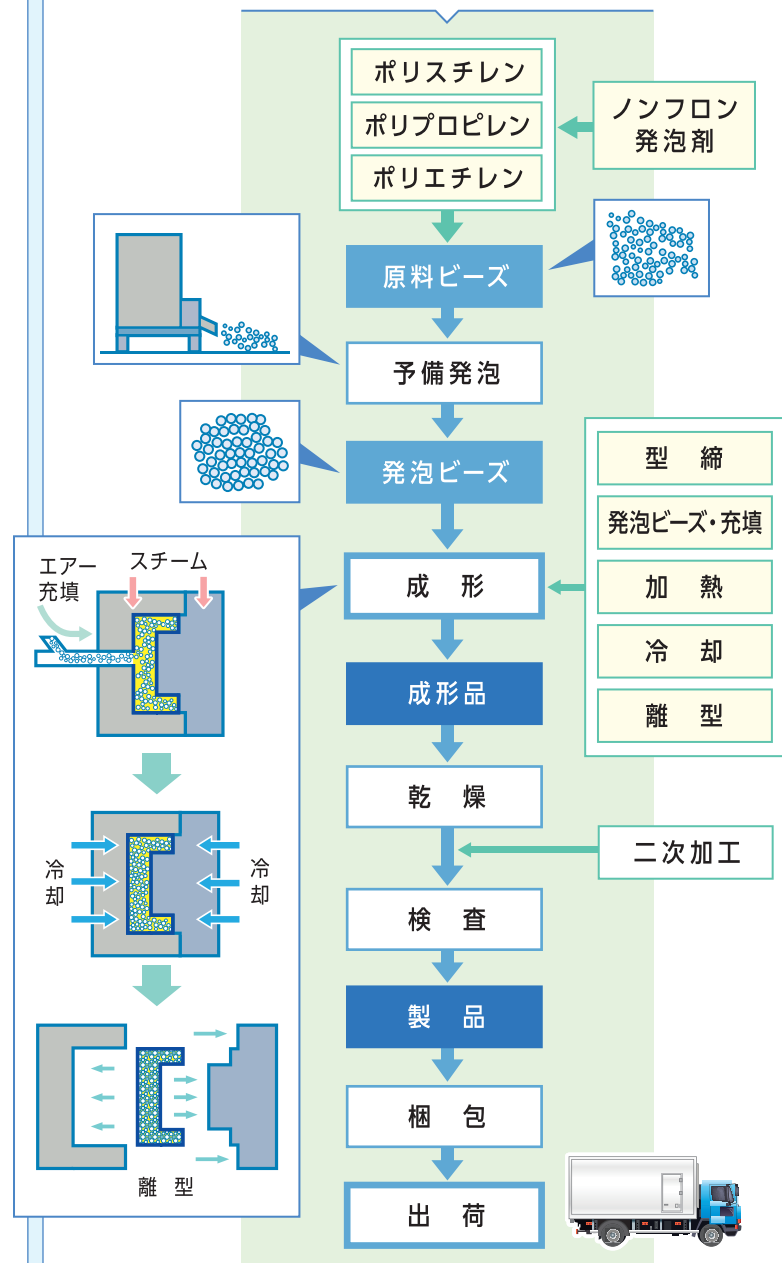 ポリスチレン
ポリプロピレン
ポリエチレン
ノンフロン
発泡剤
原料ビーズ
予備発泡
発泡ビーズ
成 形
型 締
発泡ビーズ・充填
加 熱
冷 却
離 型
エアー
充填
スチーム
冷
却
冷
却
離 型
成形品
乾 燥
二次加工
検 査
製 品
梱 包
出 荷